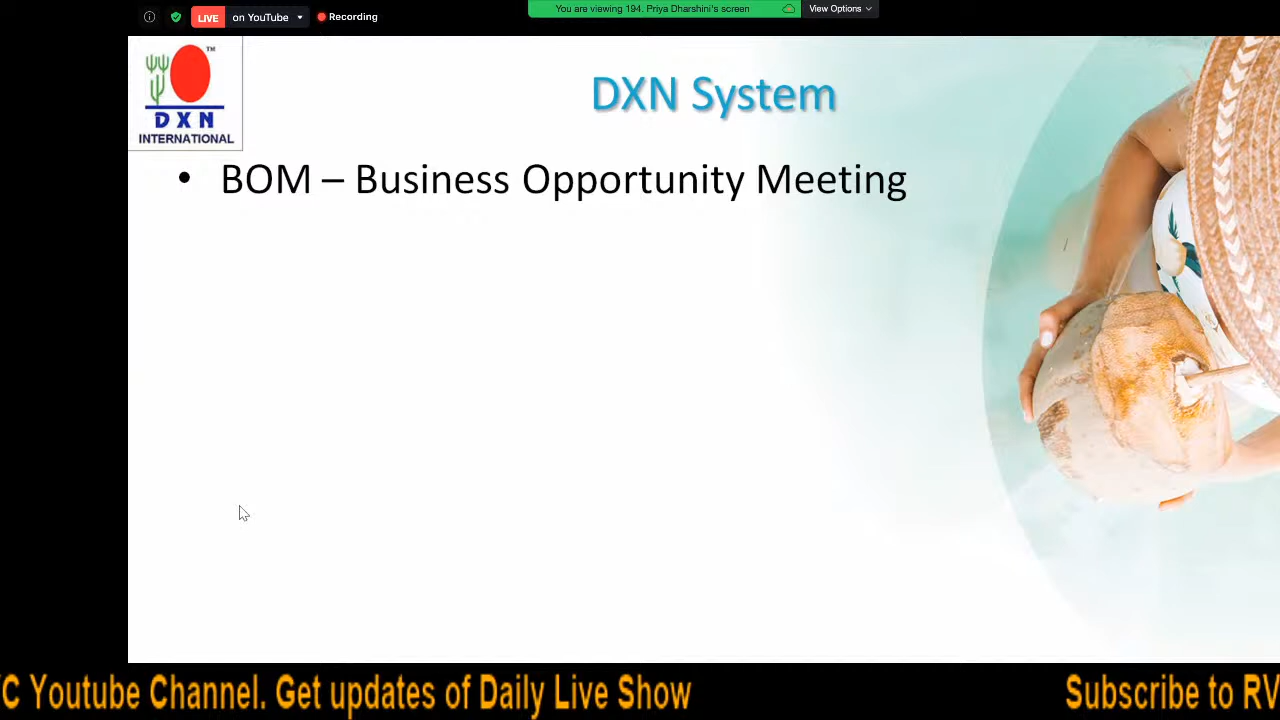 LIVE on YouTube Recording
You are viewing 194. Priya Dharshini's screen View Options
TM
DXN
INTERNATIONAL
DXN System
• BOM – Business Opportunity Meeting
C Youtube Channel. Get updates of Daily Live Show Subscribe to RV